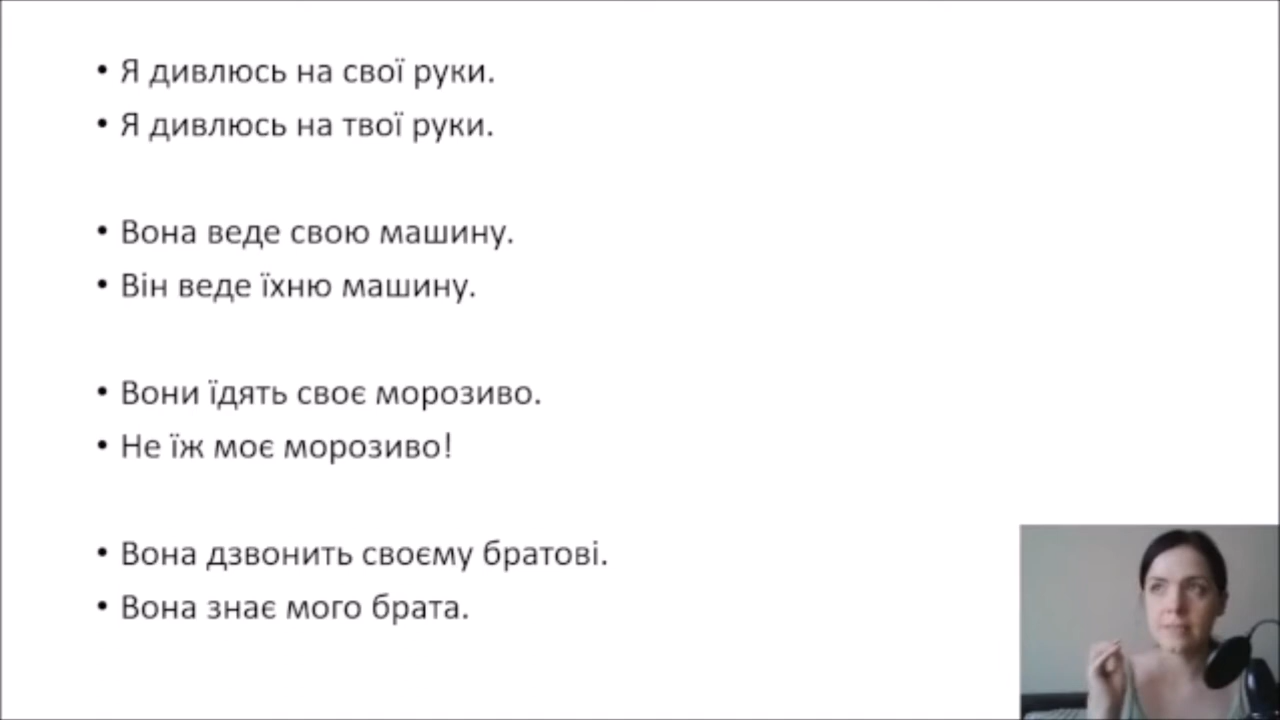 • Я дивлюсь на свої руки.
• Я дивлюсь на твої руки.
• Вона веде свою машину.
• Він веде їхню машину.
• Вони їдять своє морозиво.
• Не їж моє морозиво!
• Вона дзвонить своєму братові.
• Вона знає мого брата.